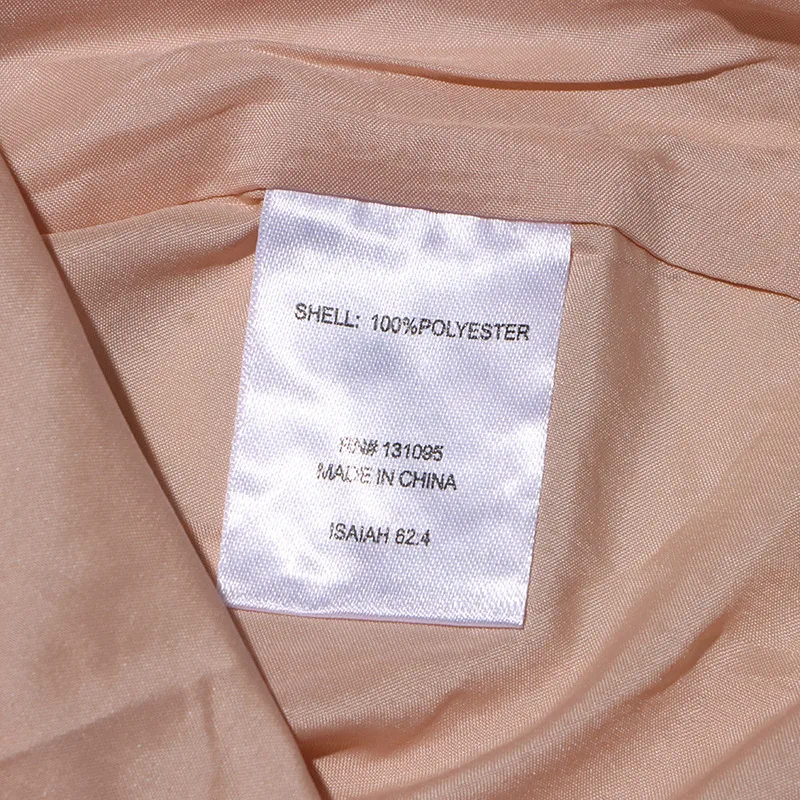 SHELL: 100%POLYESTER
RN# 131095
MADE IN CHINA
ISAIAH 62:4